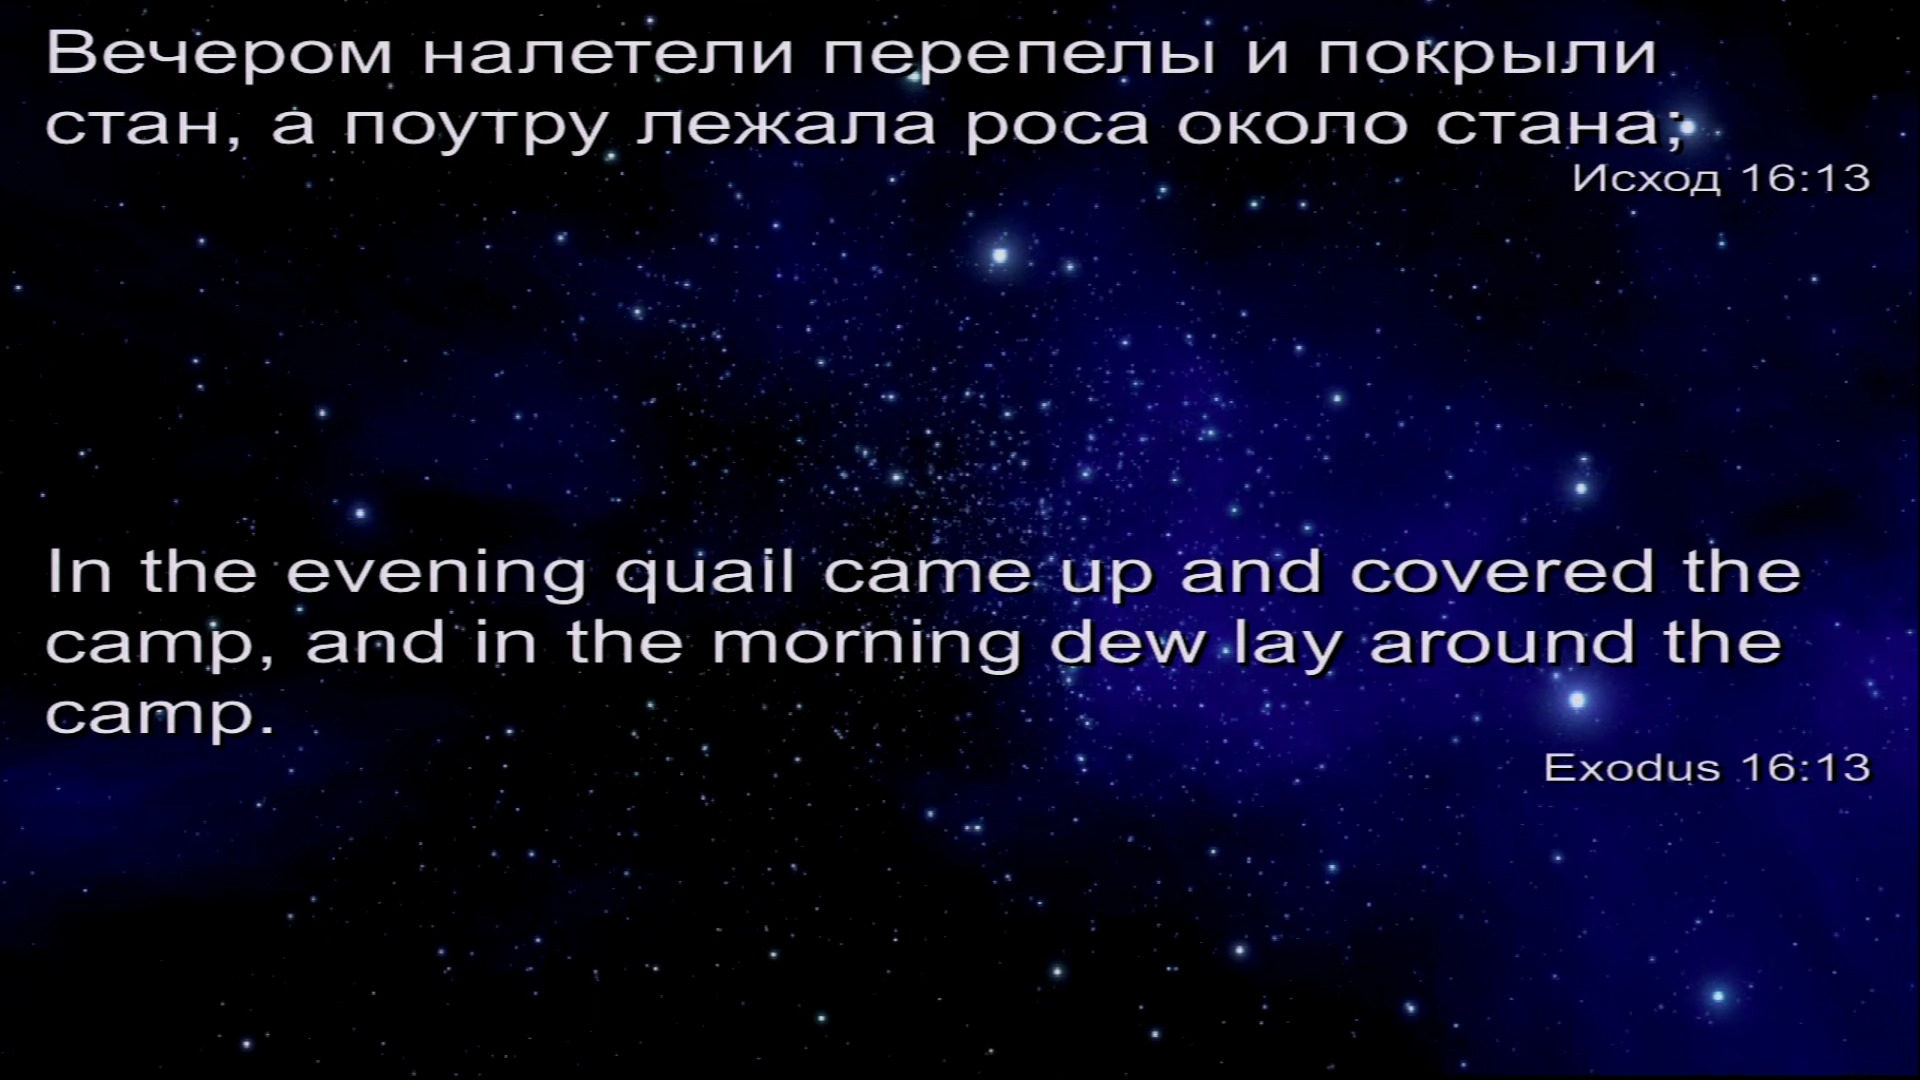 Вечером налетели перепелы и покрыли
стан, а поутру лежала роса около стана;
Исход 16:13
In the evening quail came up and covered the
camp, and in the morning dew lay around the
camp.
Exodus 16:13